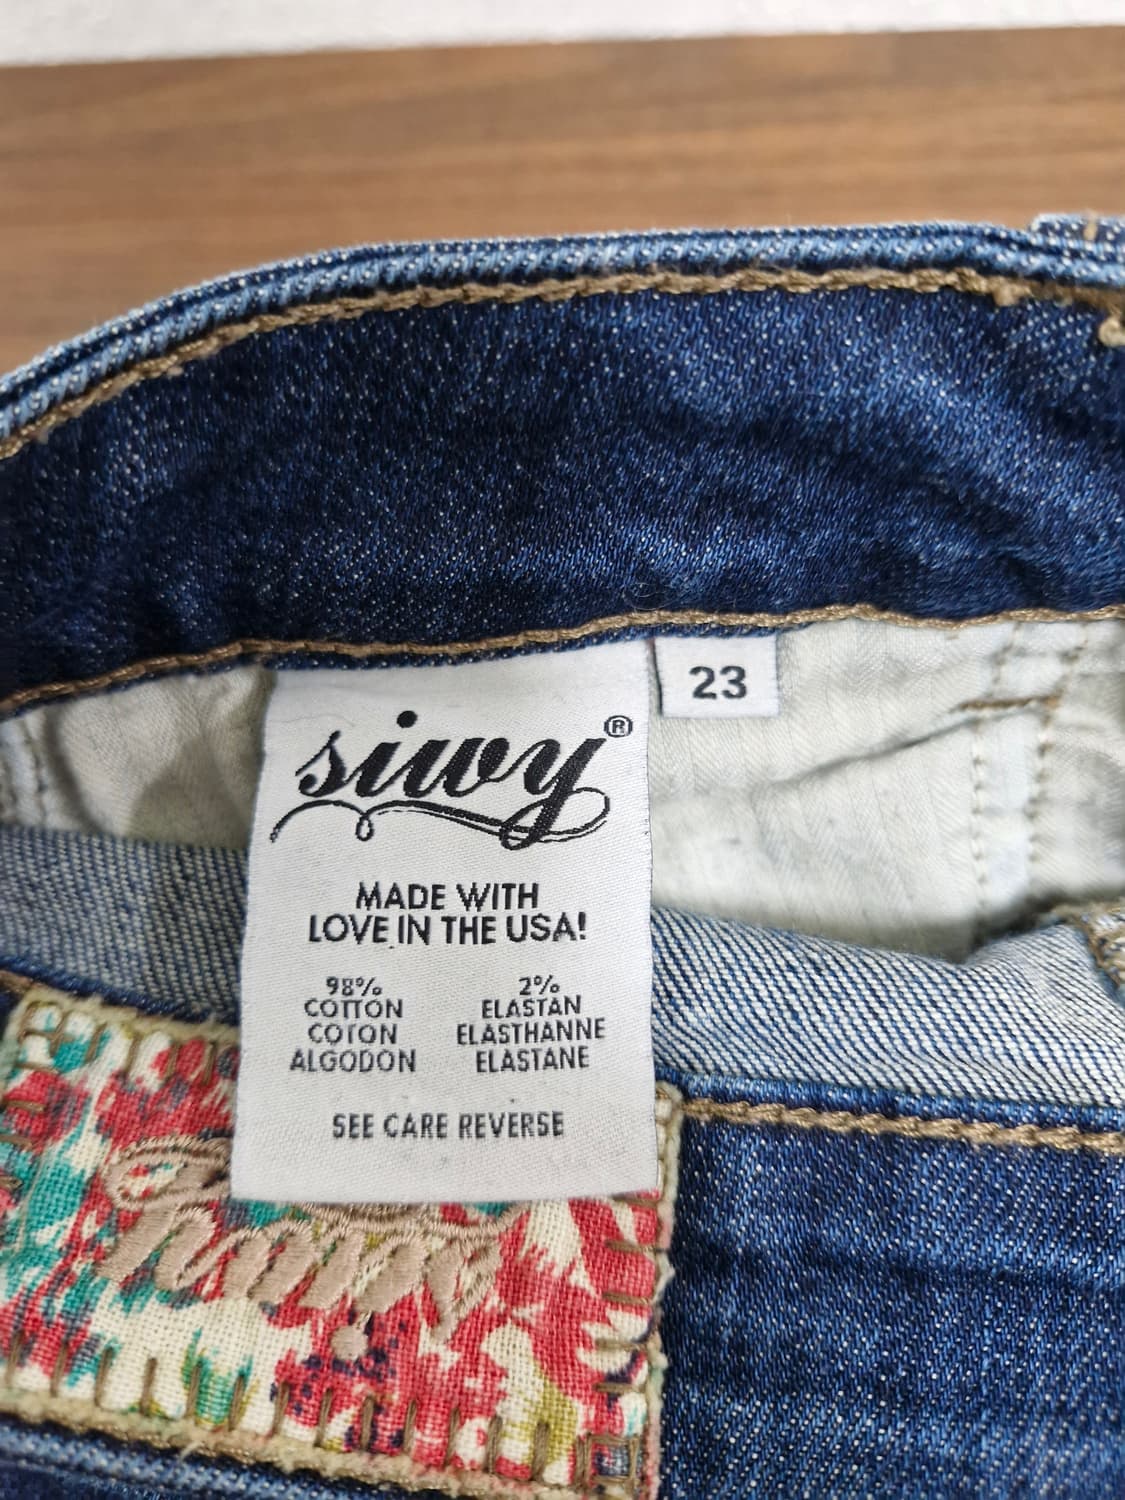 23
siwy®
MADE WITH
LOVE IN THE USA!
98%
COTTON
COTON
ALGODON
2%
ELASTAN
ELASTHANNE
ELASTANE
SEE CARE REVERSE